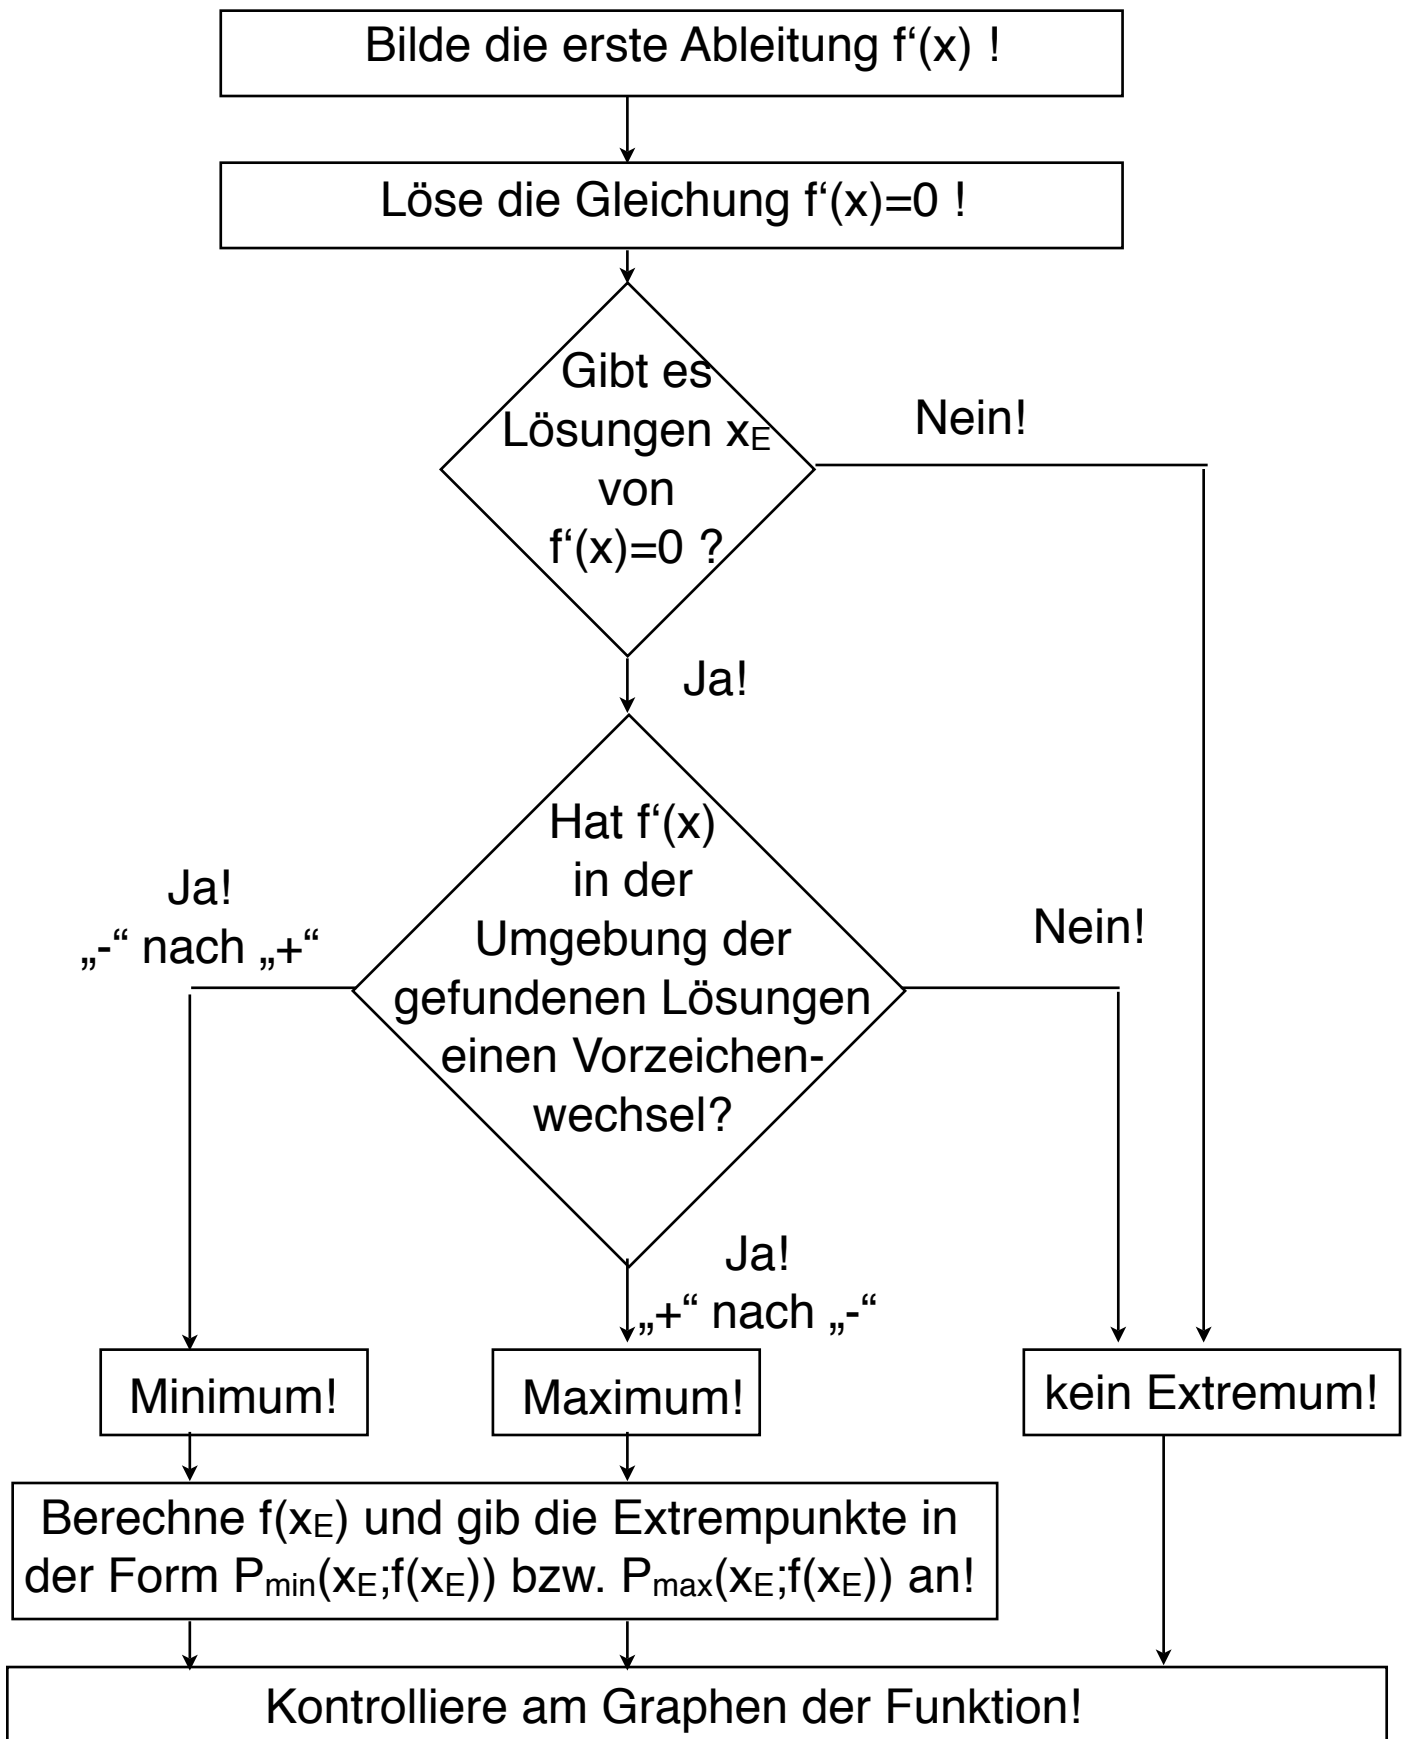 Bilde die erste Ableitung f‘(x) !
Löse die Gleichung f‘(x)=0 !
Gibt es
Lösungen xE
von
f‘(x)=0 ?
Nein!
Ja!
Hat f‘(x)
in der
Umgebung der
gefundenen Lösungen
einen Vorzeichen-
wechsel?
Ja!
„-“ nach „+“
Nein!
Ja!
„+“ nach „-“
Minimum!
Maximum!
kein Extremum!
Berechne f(xE) und gib die Extrempunkte in
der Form Pmin(xE;f(xE)) bzw. Pmax(xE;f(xE)) an!
Kontrolliere am Graphen der Funktion!